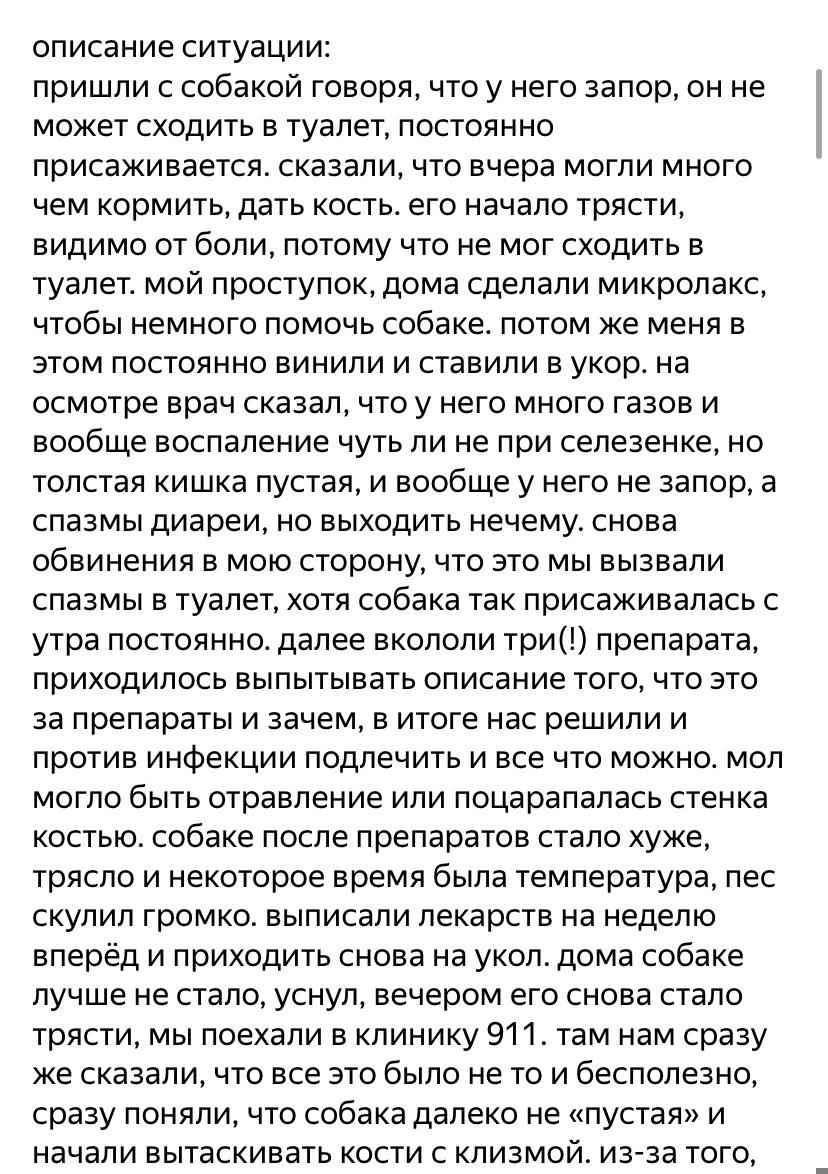 описание ситуации:
пришли с собакой говоря, что у него запор, он не
может сходить в туалет, постоянно
присаживается. сказали, что вчера могли много
чем кормить, дать кость. его начало трясти,
видимо от боли, потому что не мог сходить в
туалет. мой проступок, дома сделали микролакс,
чтобы немного помочь собаке. потом же меня в
этом постоянно винили и ставили в укор. на
осмотре врач сказал, что у него много газов и
вообще воспаление чуть ли не при селезенке, но
толстая кишка пустая, и вообще у него не запор, а
спазмы диареи, но выходить нечему. снова
обвинения в мою сторону, что это мы вызвали
спазмы в туалет, хотя собака так присаживалась с
утра постоянно. далее вкололи три(!) препарата,
приходилось выпытывать описание того, что это
за препараты и зачем, в итоге нас решили и
против инфекции подлечить и все что можно. мол
могло быть отравление или поцарапалась стенка
костью. собаке после препаратов стало хуже,
трясло и некоторое время была температура, пес
скулил громко. выписали лекарств на неделю
вперёд и приходить снова на укол. дома собаке
лучше не стало, уснул, вечером его снова стало
трясти, мы поехали в клинику 911. там нам сразу
же сказали, что все это было не то и бесполезно,
сразу поняли, что собака далеко не «пустая» и
начали вытаскивать кости с клизмой. из-за того,